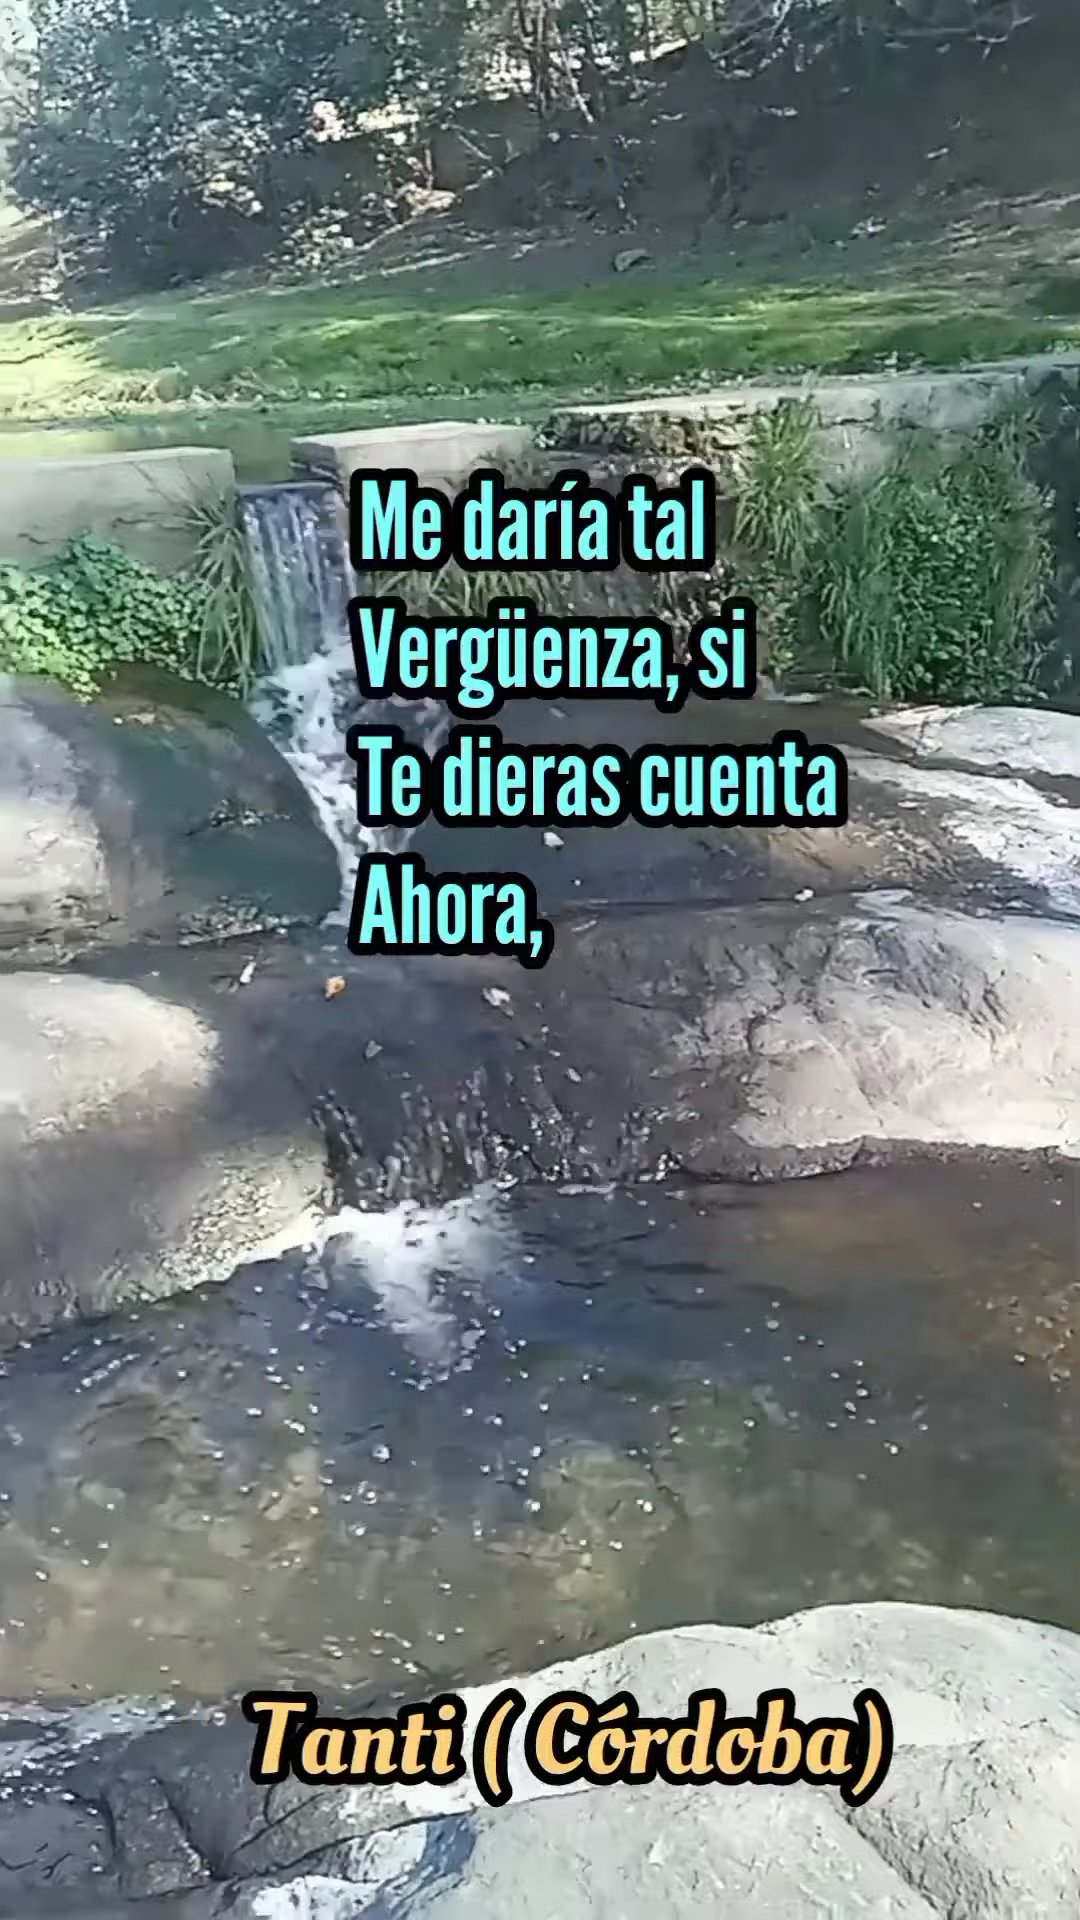 Me daría tal
Vergüenza, si
Te dieras cuenta
Ahora,
Tanti ( Córdoba)